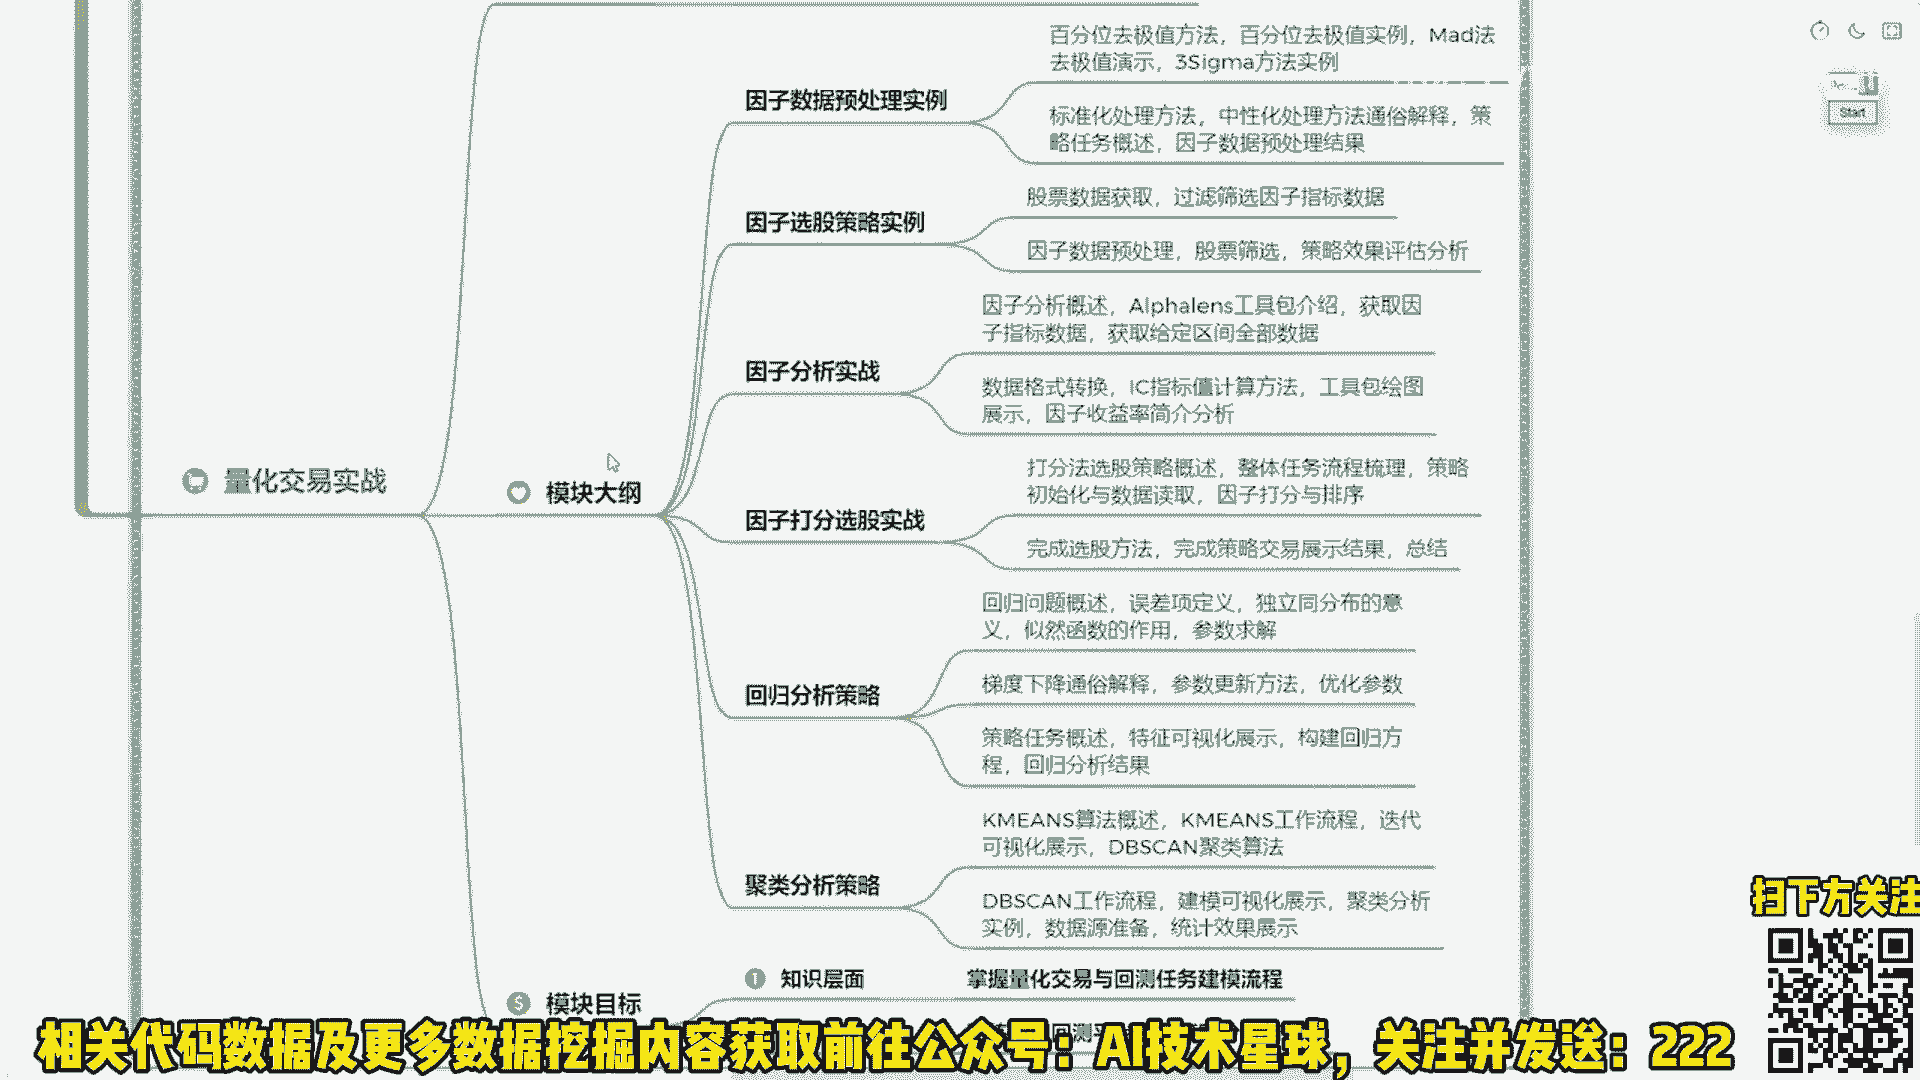 百分位去极值方法，百分位去极值实例，Mad法
去极值演示，3Sigma方法实例
因子数据预处理实例
标准化处理方法，中性化处理方法通俗解释，策
略任务概述，因子数据预处理结果
股票数据获取，过滤筛选因子指标数据
因子选股策略实例
因子数据预处理，股票筛选，策略效果评估分析
因子分析概述，Alphalens工具包介绍，获取因
子指标数据，获取给定区间全部数据
因子分析实战
数据格式转换，IC指标值计算方法，工具包绘图
展示，因子收益率简介分析
量化交易实战
模块大纲
打分法选股策略概述，整体任务流程梳理，策略
初始化与数据读取，因子打分与排序
因子打分选股实战
完成选股方法，完成策略交易展示结果，总结
回归问题概述，误差项定义，独立同分布的意
义，似然函数的作用，参数求解
回归分析策略
梯度下降通俗解释，参数更新方法，优化参数
策略任务概述，特征可视化展示，构建回归方
程，回归分析结果
KMEANS算法概述，KMEANS工作流程，迭代
可视化展示，DBSCAN聚类算法
聚类分析策略
DBSCAN工作流程，建模可视化展示，聚类分析
实例，数据源准备，统计效果展示
模块目标
1 知识层面
掌握量化交易与回测任务建模流程
Start
扫下方关注
相关代码数据及更多数据挖掘内容获取前往公众号：AI技术星球，关注并发送：222